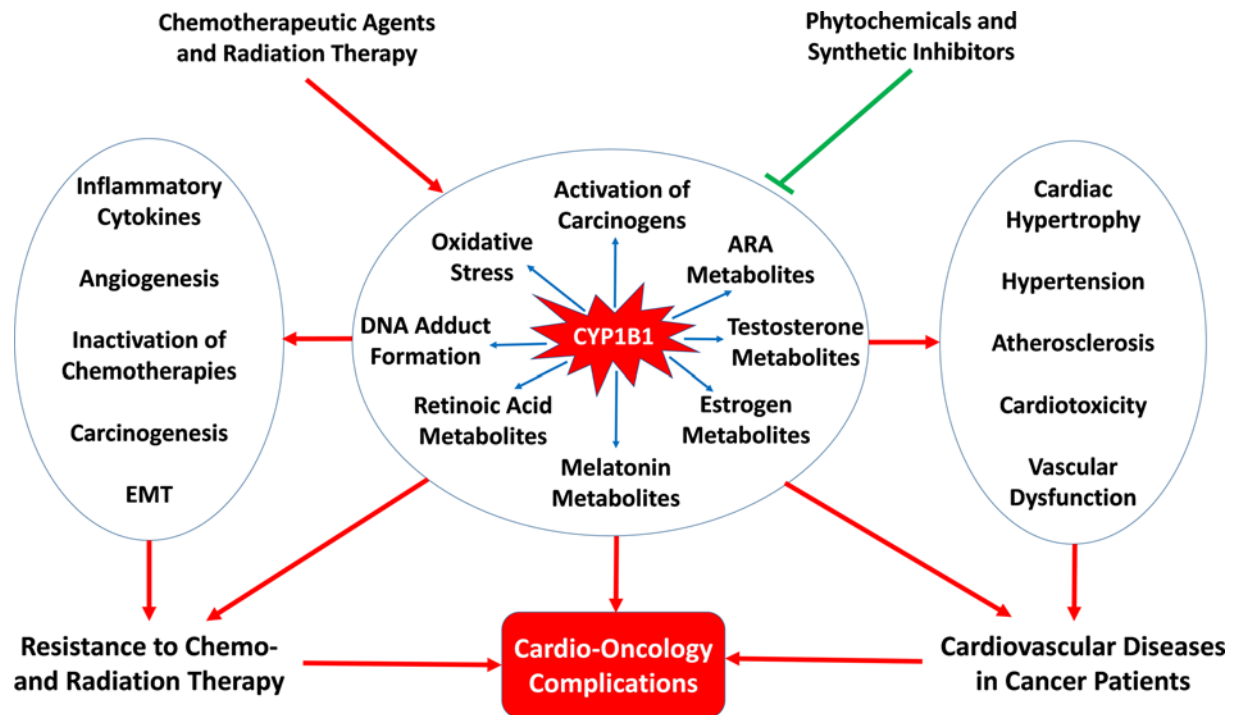 Chemotherapeutic Agents
and Radiation Therapy
Phytochemicals and
Synthetic Inhibitors
Inflammatory
Cytokines
Angiogenesis
Inactivation of
Chemotherapies
Carcinogenesis
EMT
Activation of
Carcinogens
Oxidative
Stress
ARA
Metabolites
DNA Adduct
Formation
CYP1B1
Testosterone
Metabolites
Retinoic Acid
Metabolites
Estrogen
Metabolites
Melatonin
Metabolites
Cardiac
Hypertrophy
Hypertension
Atherosclerosis
Cardiotoxicity
Vascular
Dysfunction
Resistance to Chemo-
and Radiation Therapy
Cardio-Oncology
Complications
Cardiovascular Diseases
in Cancer Patients